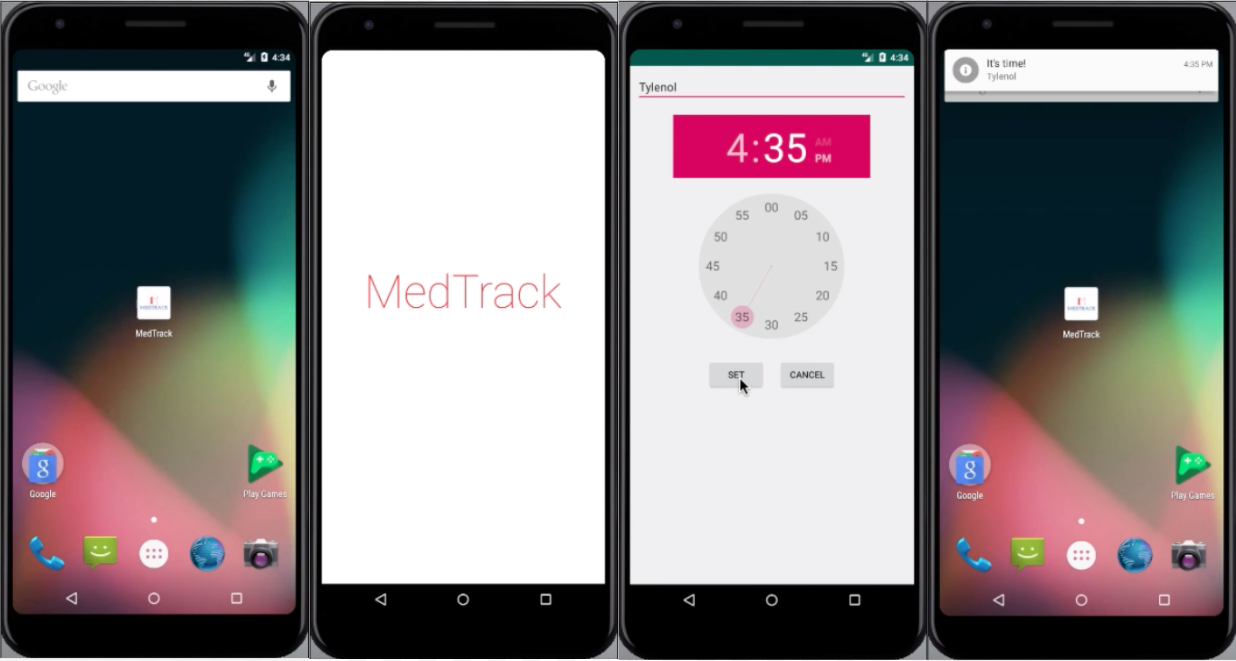 4:34
Google
MEDTRACK
MedTrack
g
Google
Play Games
MedTrack
4:34
Tylenol
4:35
AM
PM
00
05
10
15
20
25
30
35
40
45
50
55
SET
CANCEL
It's time!
4:35 PM
Tylenol
MEDTRACK
MedTrack
g
Google
Play Games